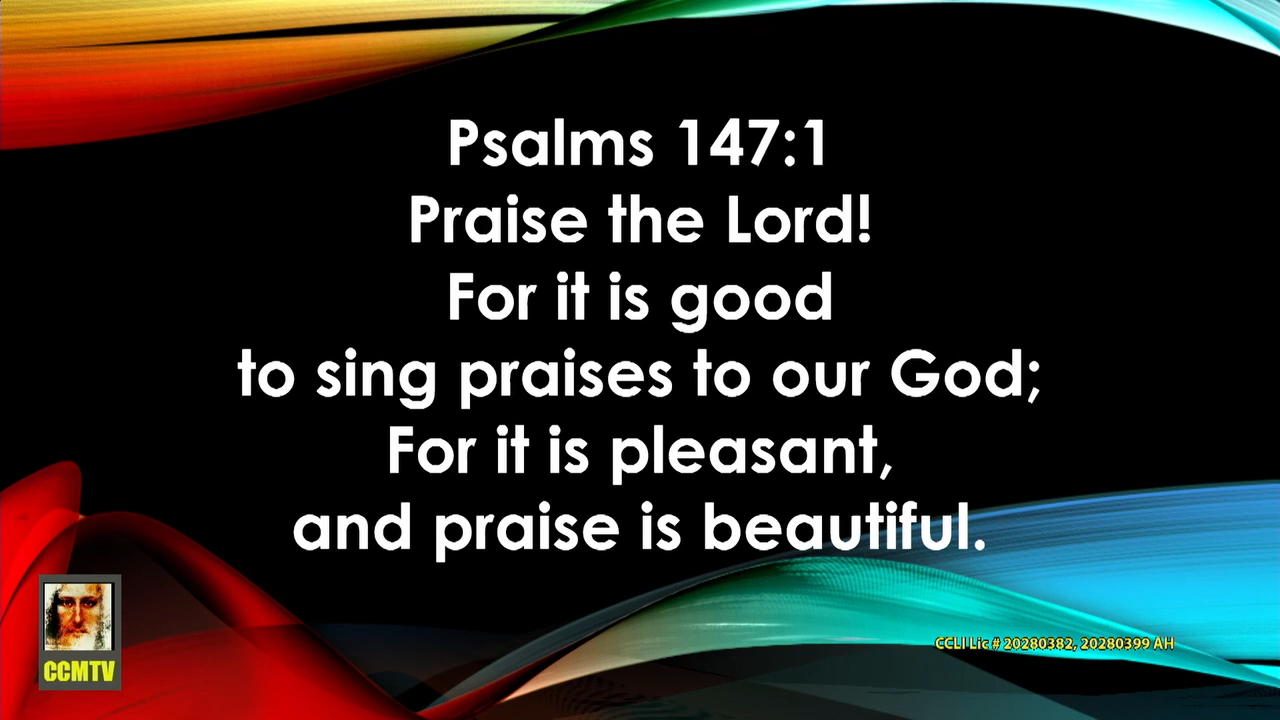 Psalms 147:1
Praise the Lord!
For it is good
to sing praises to our God;
For it is pleasant,
and praise is beautiful.
CCLI Lic # 20280382, 20280399 AH
CCMTV